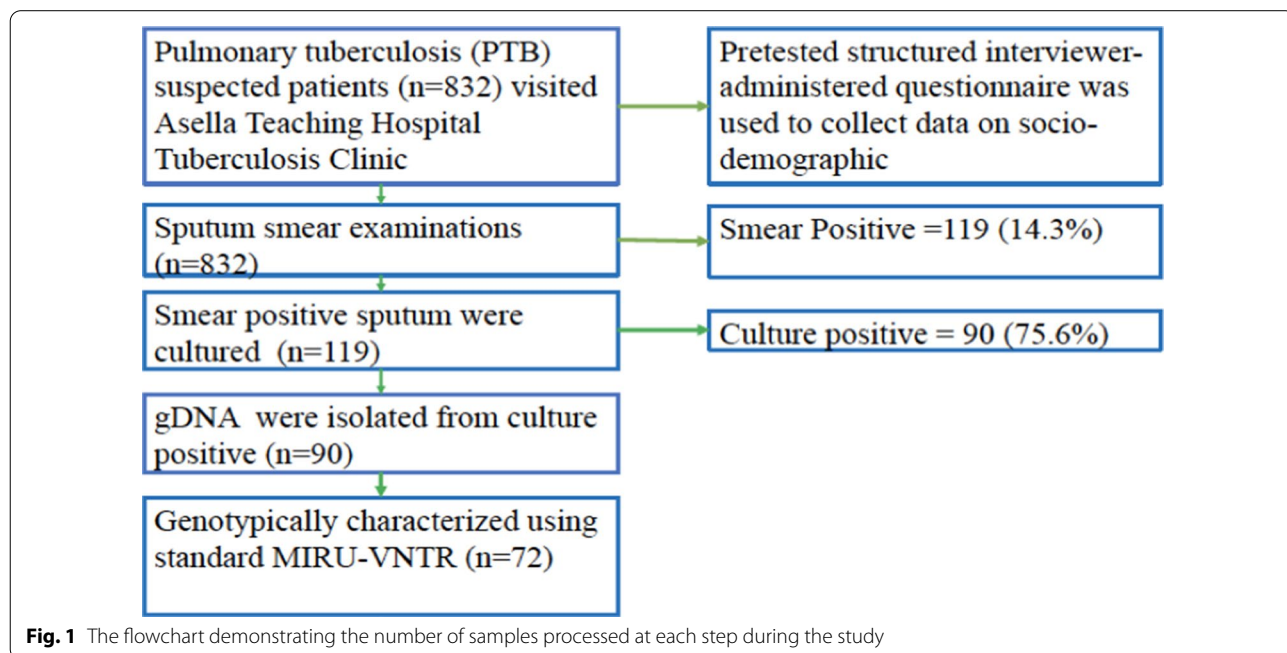 Pulmonary tuberculosis (PTB)
suspected patients (n=832) visited
Asella Teaching Hospital
Tuberculosis Clinic
Pretested structured interviewer-
administered questionnaire was
used to collect data on socio-
demographic
Sputum smear examinations
(n=832)
Smear Positive =119 (14.3%)
Smear positive sputum were
cultured (n=119)
Culture positive = 90 (75.6%)
gDNA were isolated from culture
positive (n=90)
Genotypically characterized using
standard MIRU-VNTR (n=72)
Fig. 1 The flowchart demonstrating the number of samples processed at each step during the study